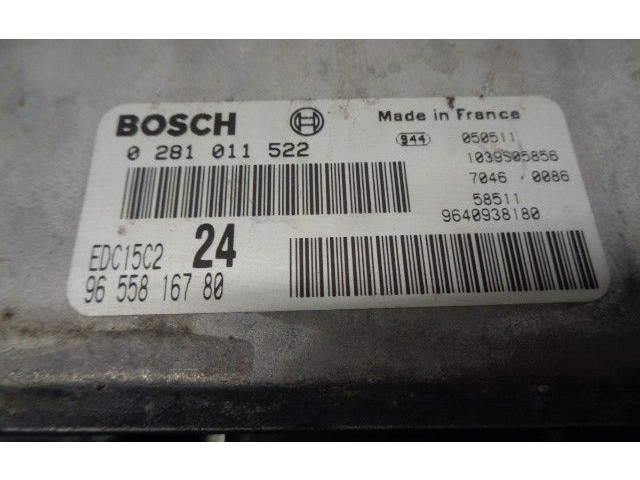 BOSCH Made in France
0 281 011 522 944 050511
1039S05856
7046 0086
58511
9640938180
EDC15C2 24
96 558 167 80